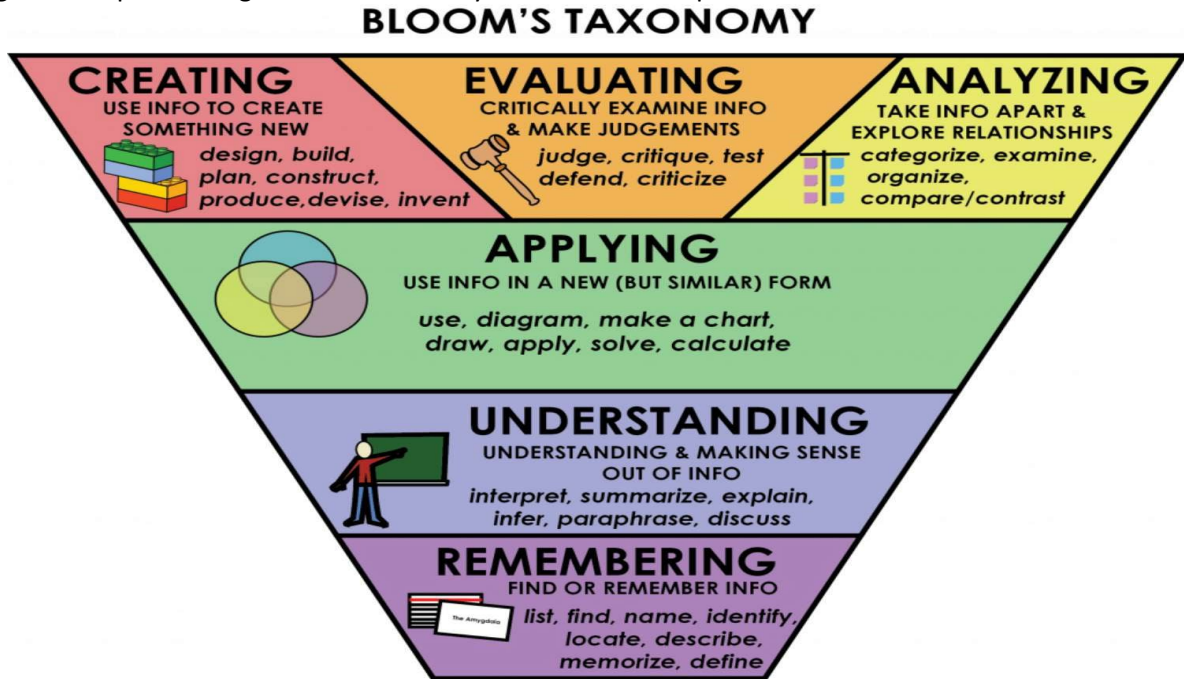 BLOOM'S TAXONOMY
CREATING
USE INFO TO CREATE
SOMETHING NEW
design, build,
plan, construct,
produce,devise, invent
EVALUATING
CRITICALLY EXAMINE INFO
& MAKE JUDGEMENTS
judge, critique, test
defend, criticize
ANALYZING
TAKE INFO APART &
EXPLORE RELATIONSHIPS
categorize, examine,
organize,
compare/contrast
APPLYING
USE INFO IN A NEW (BUT SIMILAR) FORM
use, diagram, make a chart,
draw, apply, solve, calculate
UNDERSTANDING
UNDERSTANDING & MAKING SENSE
OUT OF INFO
interpret, summarize, explain,
infer, paraphrase, discuss
REMEMBERING
FIND OR REMEMBER INFO
The Amygdala
list, find, name, identify,
locate, describe,
memorize, define